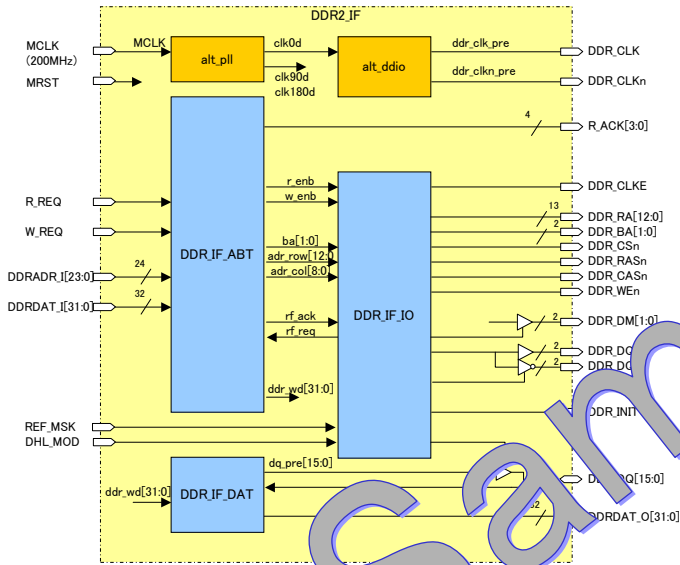 DDR2_IF
MCLK
(200MHz)
MCLK
alt_pll
clk0d
clk90d
clk180d
alt_ddio
ddr_clk_pre
ddr_clkn_pre
DDR_CLK
DDR_CLKn
MRST
4
R_ACK[3:0]
R_REQ
W_REQ
DDRADR_I[23:0]
24
DDRDAT_I[31:0]
32
DDR_IF_ABT
r_enb
w_enb
ba[1:0]
adr_row[12:0]
adr_col[8:0]
rf_ack
rf_req
ddr_wd[31:0]
DDR_IF_IO
DDR_CLKE
13
DDR_RA[12:0]
2
DDR_BA[1:0]
DDR_CSn
DDR_RASn
DDR_CASn
DDR_WEn
2
DDR_DM[1:0]
2
2
DDR_INIT
REF_MSK
DHL_MOD
ddr_wd[31:0]
DDR_IF_DAT
dq_pre[15:0]
Q[15:0]
DDRDAT_O[31:0]
Sam